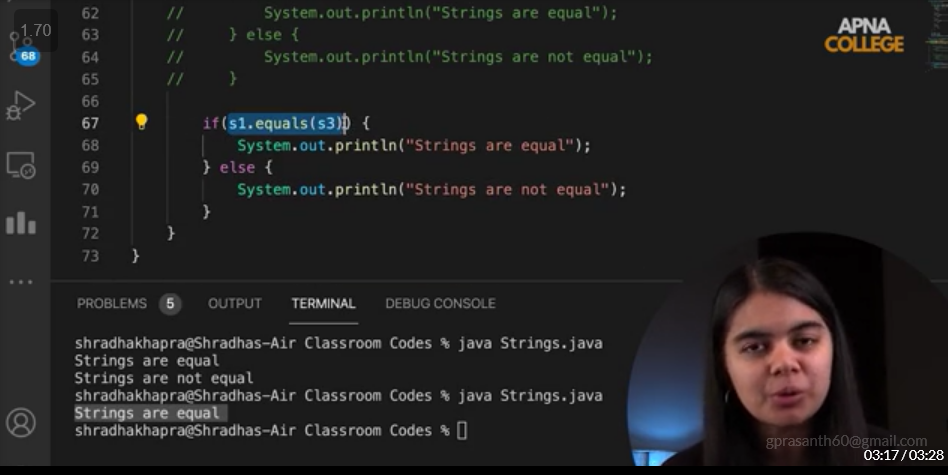 1.70
68
APNA
COLLEGE
62 // System.out.println("Strings are equal");
63 // } else {
64 // System.out.println("Strings are not equal");
65 // }
66
67 if(s1.equals(s3)) {
68 System.out.println("Strings are equal");
69 } else {
70 System.out.println("Strings are not equal");
71 }
72 }
73 }
PROBLEMS 5 OUTPUT TERMINAL DEBUG CONSOLE
shradhakhapra@Shradhas-Air Classroom Codes % java Strings.java
Strings are equal
Strings are not equal
shradhakhapra@Shradhas-Air Classroom Codes % java Strings.java
Strings are equal
shradhakhapra@Shradhas-Air Classroom Codes %
gprasanth60@gmail.com
03:17 / 03:28